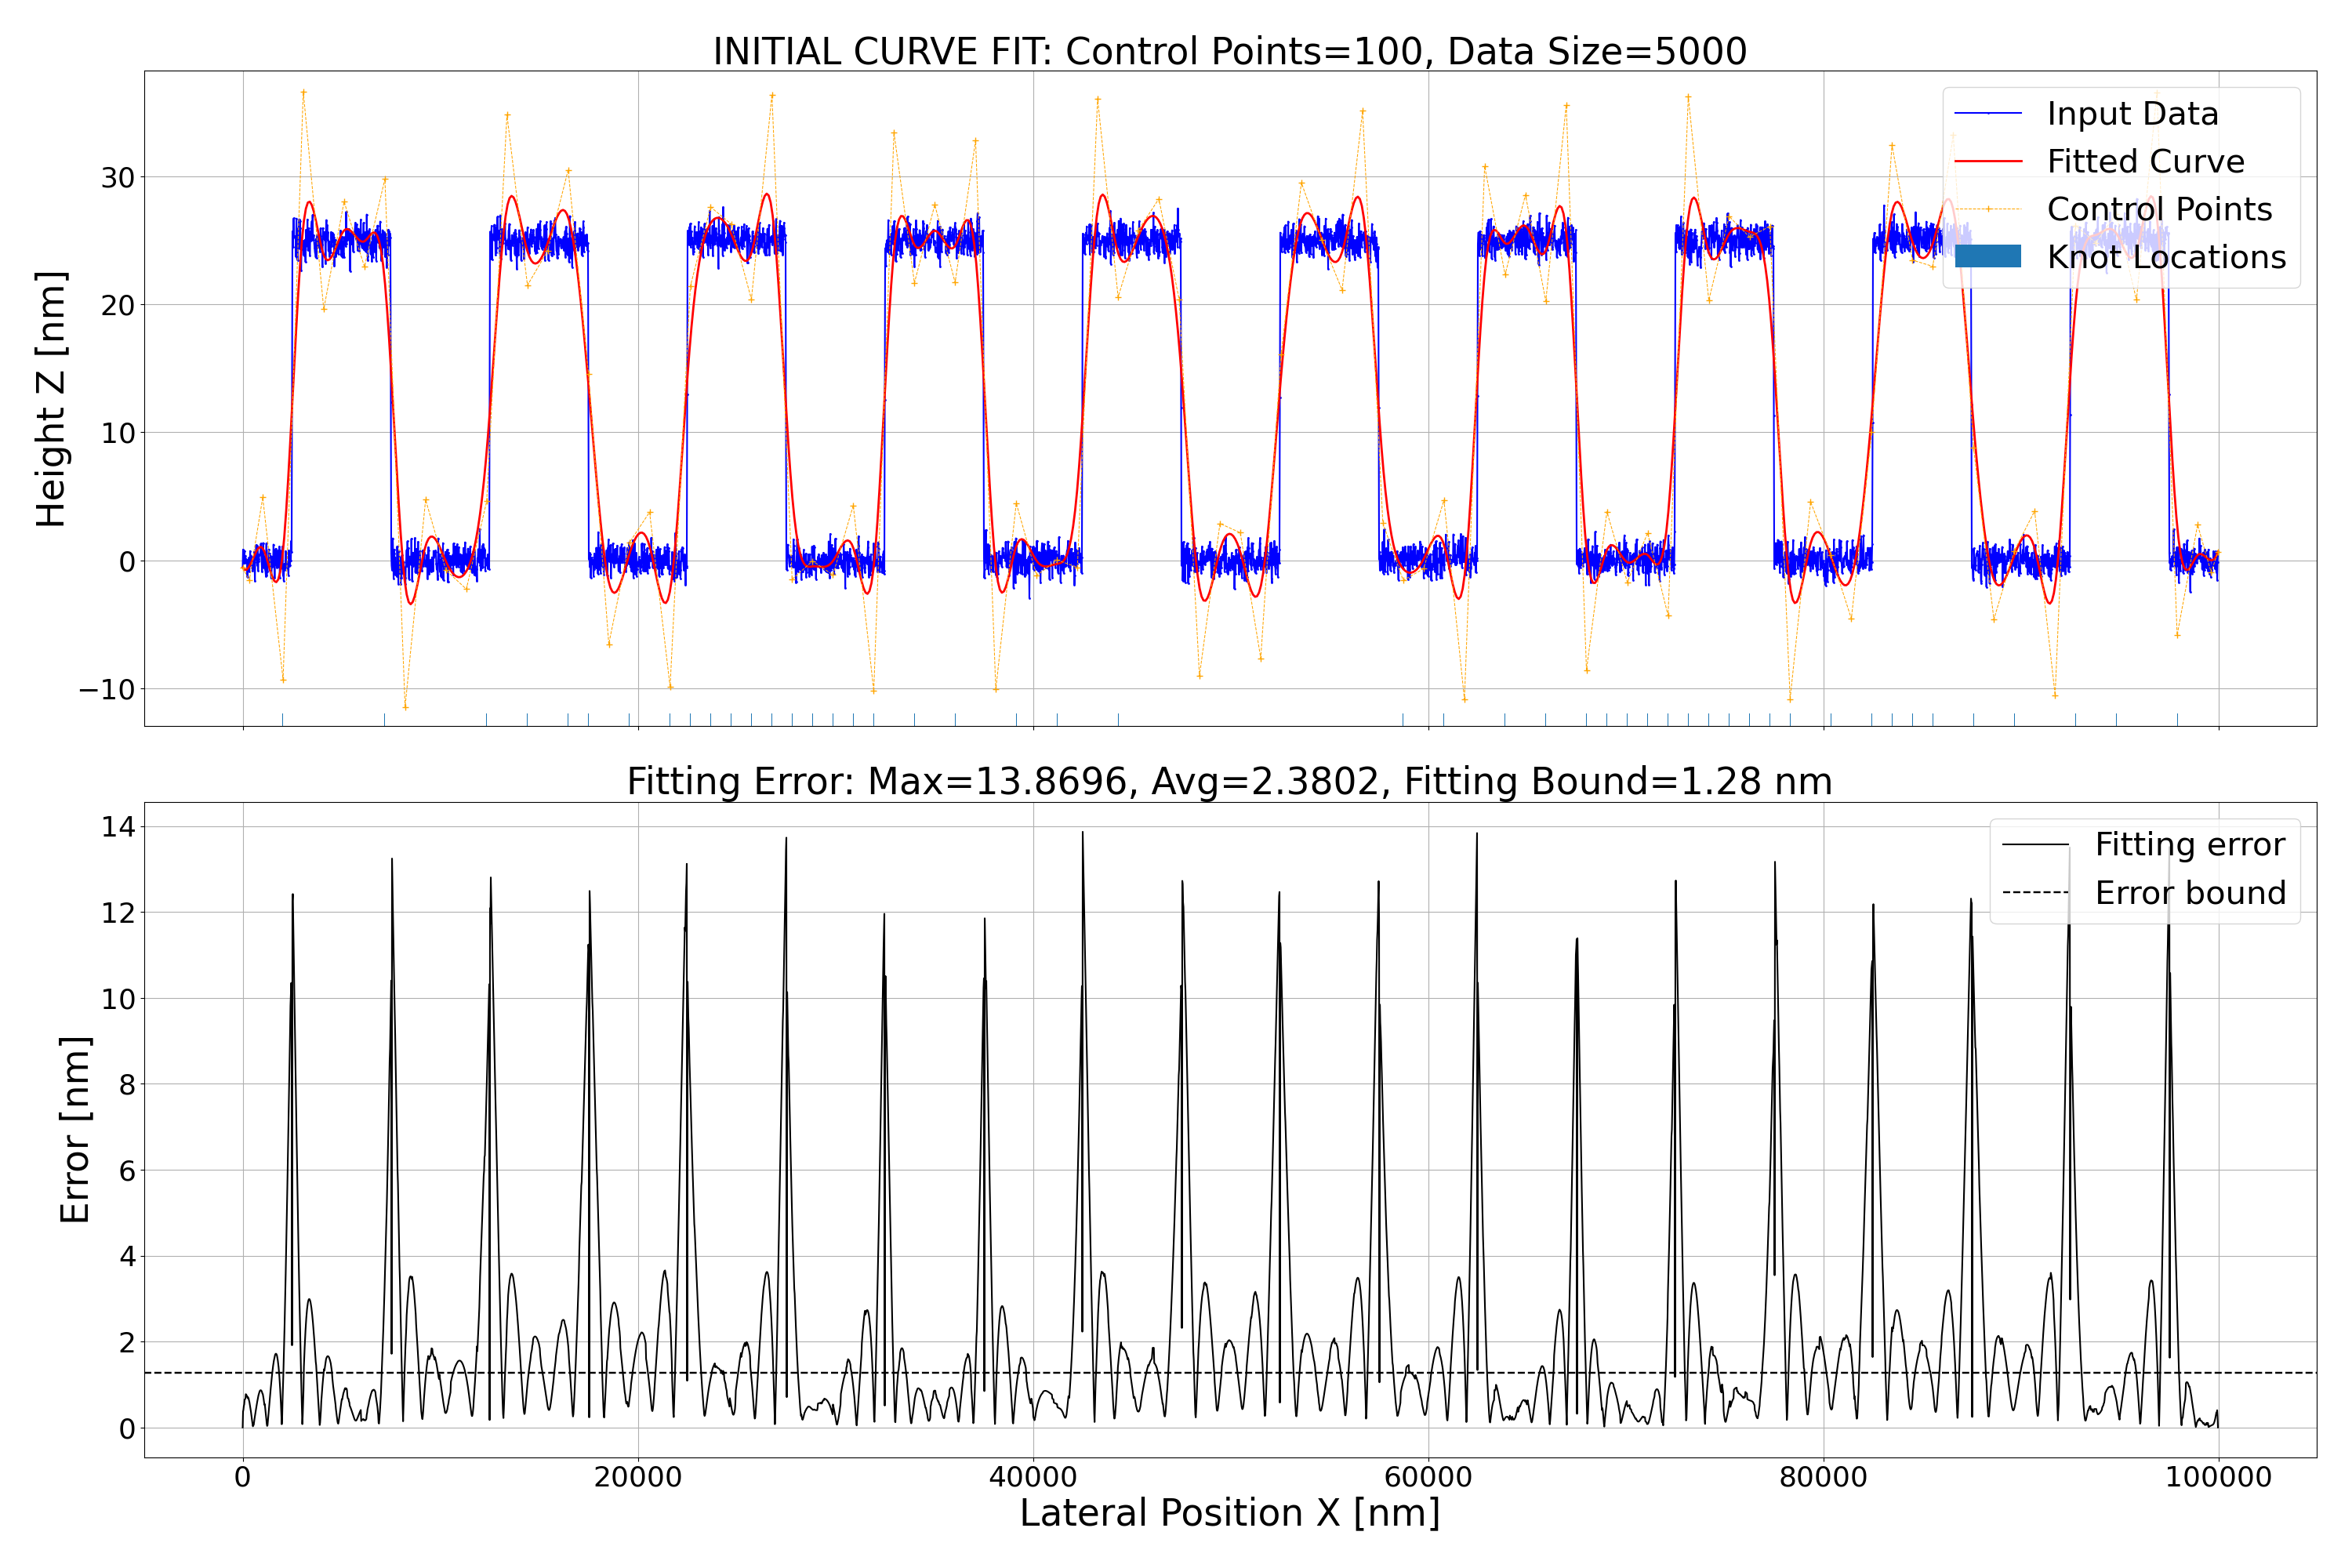 INITIAL CURVE FIT: Control Points=100, Data Size=5000
Height Z [nm]
30
20
10
0
−10
Input Data
Fitted Curve
Control Points
Knot Locations
Fitting Error: Max=13.8696, Avg=2.3802, Fitting Bound=1.28 nm
Error [nm]
14
12
10
8
6
4
2
0
Fitting error
Error bound
0 20000 40000 60000 80000 100000
Lateral Position X [nm]